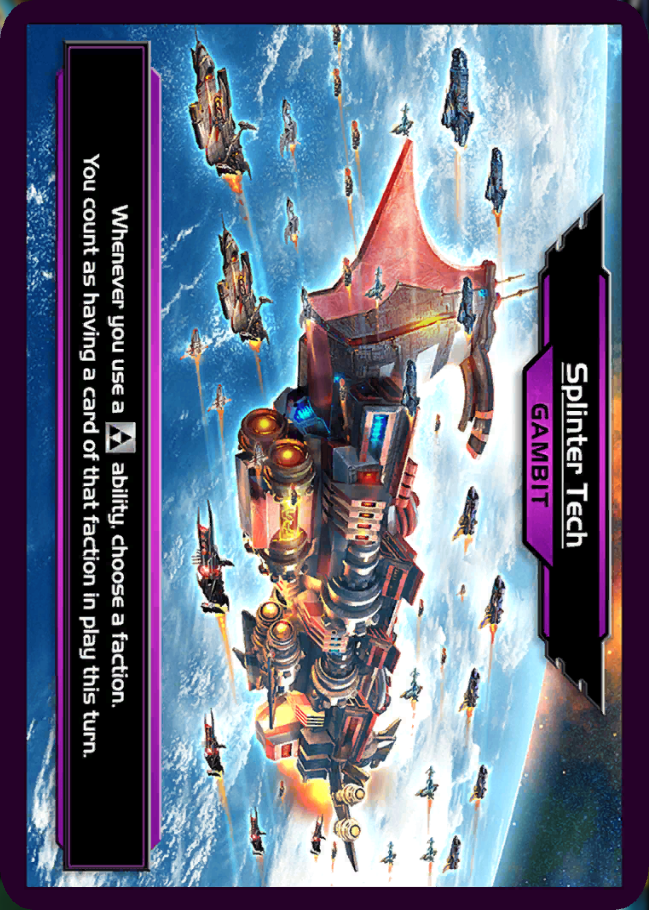 Splinter Tech
GAMBIT
Whenever you use a ability, choose a faction.
You count as having a card of that faction in play this turn.